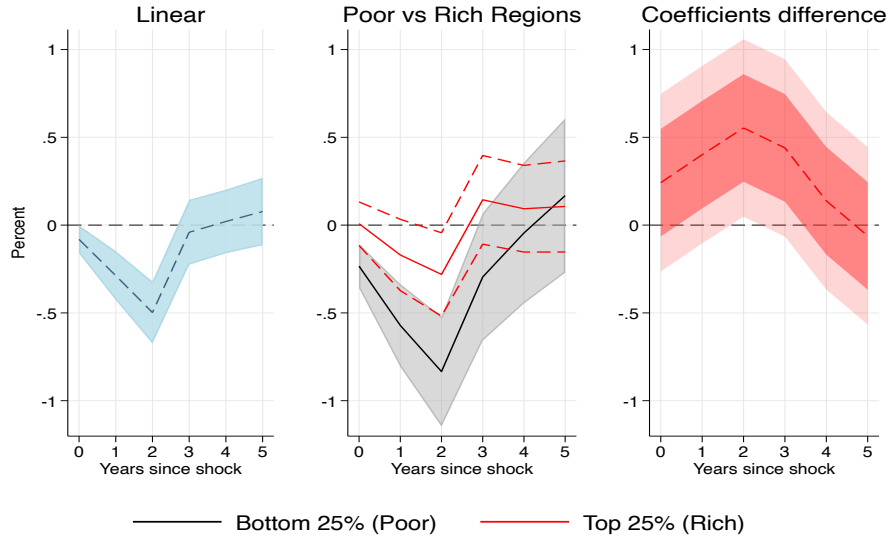 Linear
Poor vs Rich Regions
Coefficients difference
Percent
1
.5
0
-.5
-1
0 1 2 3 4 5
Years since shock
1
.5
0
-.5
-1
0 1 2 3 4 5
Years since shock
1
.5
0
-.5
-1
0 1 2 3 4 5
Years since shock
Bottom 25% (Poor)
Top 25% (Rich)